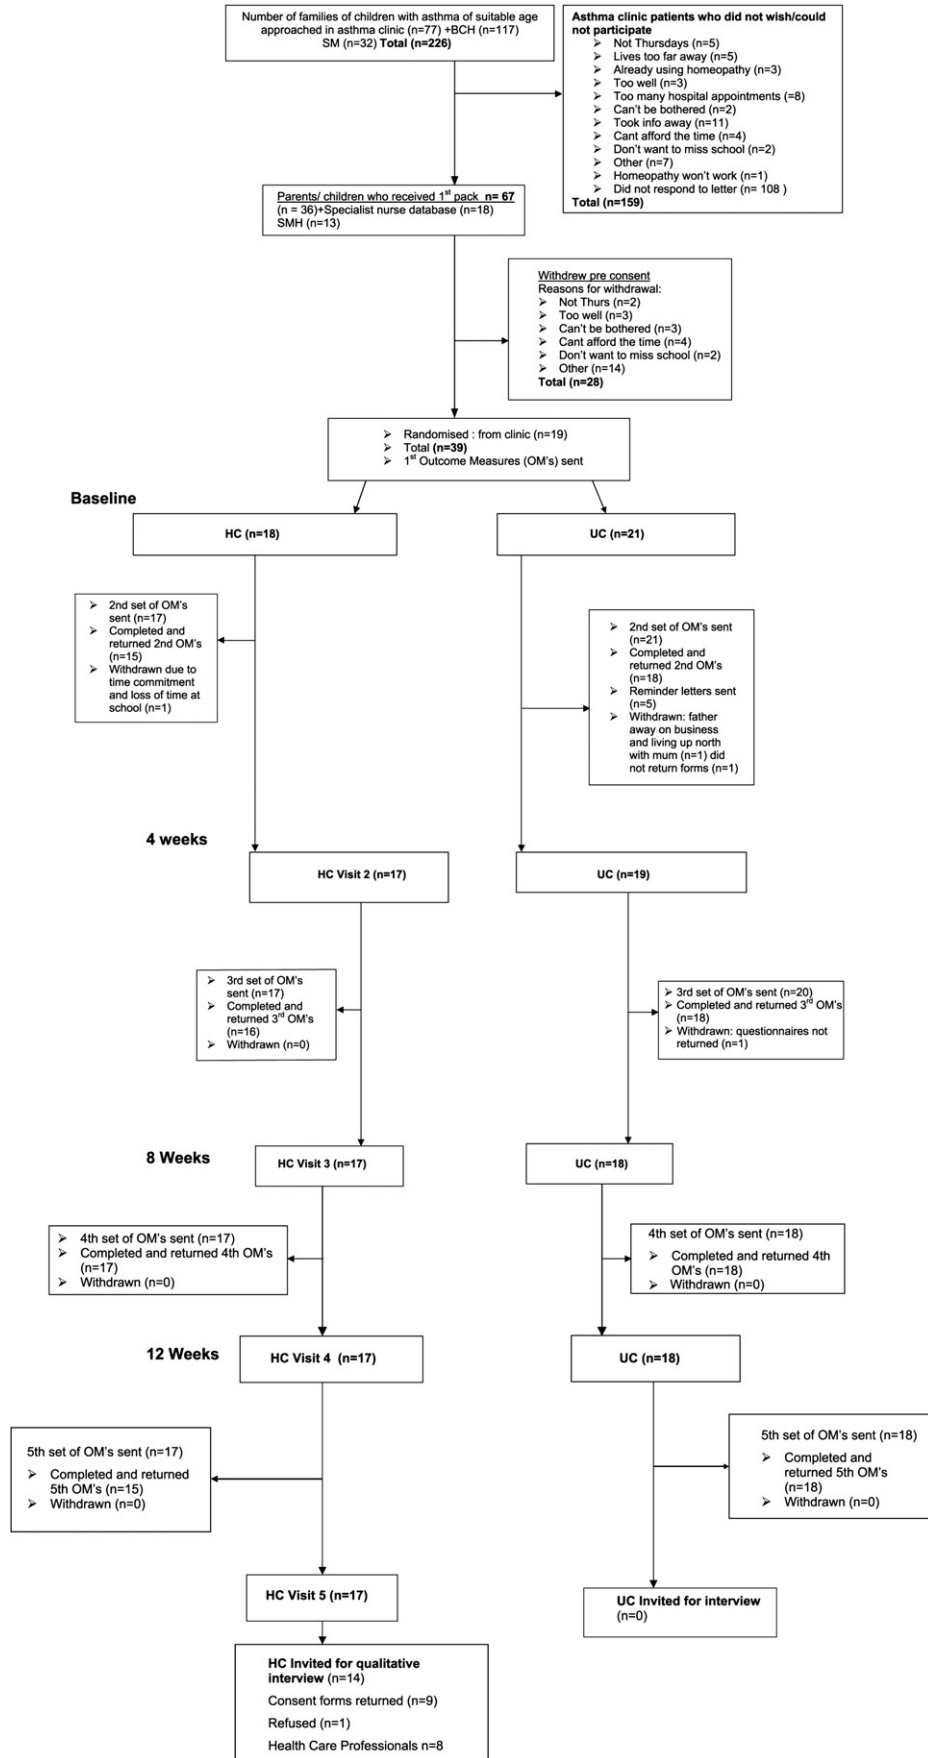 Number of families of children with asthma of suitable age
approached in asthma clinic (n=77) +BCH (n=117)
SM (n=32) Total (n=226)
Asthma clinic patients who did not wish/could
not participate
➢ Not Thursdays (n=5)
➢ Lives too far away (n=5)
➢ Already using homeopathy (n=3)
➢ Too well (n=3)
➢ Too many hospital appointments (=8)
➢ Can't be bothered (n=2)
➢ Took info away (n=11)
➢ Cant afford the time (n=4)
➢ Don't want to miss school (n=2)
➢ Other (n=7)
➢ Homeopathy won't work (n=1)
➢ Did not respond to letter (n= 108 )
Total (n=159)
Parents/ children who received 1st pack n= 67
(n = 36)+Specialist nurse database (n=18)
SMH (n=13)
Withdrew pre consent
Reasons for withdrawal:
➢ Not Thurs (n=2)
➢ Too well (n=3)
➢ Can't be bothered (n=3)
➢ Cant afford the time (n=4)
➢ Don't want to miss school (n=2)
➢ Other (n=14)
Total (n=28)
➢ Randomised : from clinic (n=19)
➢ Total (n=39)
➢ 1st Outcome Measures (OM's) sent
Baseline
HC (n=18)
UC (n=21)
➢ 2nd set of OM's
sent (n=17)
➢ Completed and
returned 2nd OM's
(n=15)
➢ Withdrawn due to
time commitment
and loss of time at
school (n=1)
➢ 2nd set of OM's sent
(n=21)
➢ Completed and
returned 2nd OM's
(n=18)
➢ Reminder letters sent
(n=5)
➢ Withdrawn: father
away on business
and living up north
with mum (n=1) did
not return forms (n=1)
4 weeks
HC Visit 2 (n=17)
UC (n=19)
➢ 3rd set of OM's
sent (n=17)
➢ Completed and
returned 3rd OM's
(n=16)
➢ Withdrawn (n=0)
➢ 3rd set of OM's sent (n=20)
➢ Completed and returned 3rd OM's
(n=18)
➢ Withdrawn: questionnaires not
returned (n=1)
8 Weeks
HC Visit 3 (n=17)
UC (n=18)
➢ 4th set of OM's sent (n=17)
➢ Completed and returned 4th OM's
(n=17)
➢ Withdrawn (n=0)
4th set of OM's sent (n=18)
➢ Completed and returned 4th
OM's (n=18)
➢ Withdrawn (n=0)
12 Weeks
HC Visit 4 (n=17)
UC (n=18)
5th set of OM's sent (n=17)
➢ Completed and returned
5th OM's (n=15)
➢ Withdrawn (n=0)
5th set of OM's sent (n=18)
➢ Completed and
returned 5th OM's
(n=18)
➢ Withdrawn (n=0)
HC Visit 5 (n=17)
UC Invited for interview
(n=0)
HC Invited for qualitative
interview (n=14)
Consent forms returned (n=9)
Refused (n=1)
Health Care Professionals n=8